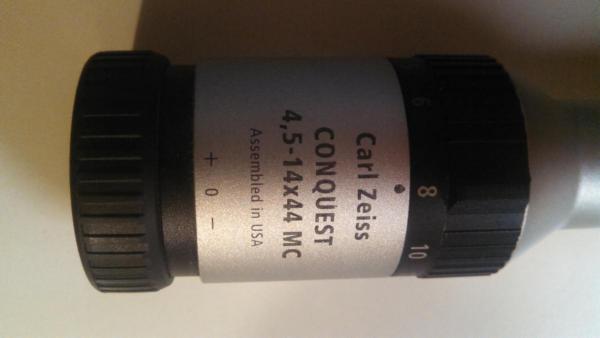 Carl Zeiss
CONQUEST
4,5-14x44 MC
Assembled in USA
+ 0 -
6 8 10